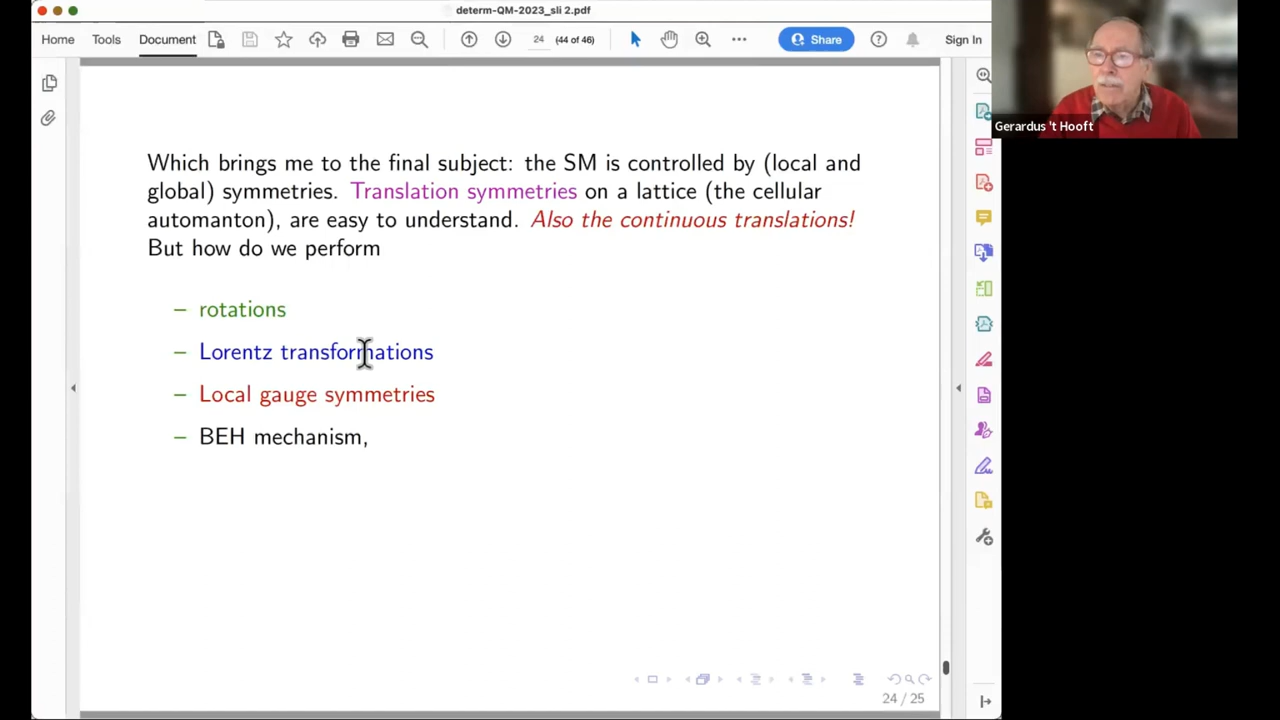 determ-QM-2023_sli 2.pdf
Home Tools Document 24 (44 of 46) Share Sign In
Gerardus 't Hooft
Which brings me to the final subject: the SM is controlled by (local and
global) symmetries. Translation symmetries on a lattice (the cellular
automanton), are easy to understand. Also the continuous translations!
But how do we perform
– rotations
– Lorentz transformations
– Local gauge symmetries
– BEH mechanism,
24 / 25